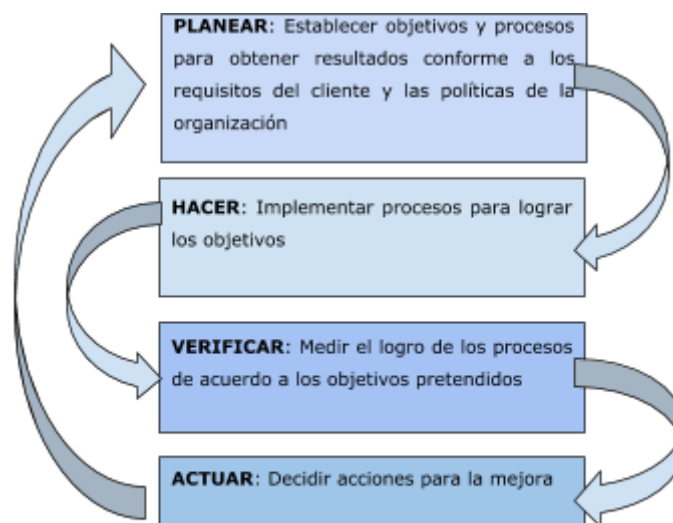 PLANEAR: Establecer objetivos y procesos
para obtener resultados conforme a los
requisitos del cliente y las políticas de la
organización
HACER: Implementar procesos para lograr
los objetivos
VERIFICAR: Medir el logro de los procesos
de acuerdo a los objetivos pretendidos
ACTUAR: Decidir acciones para la mejora